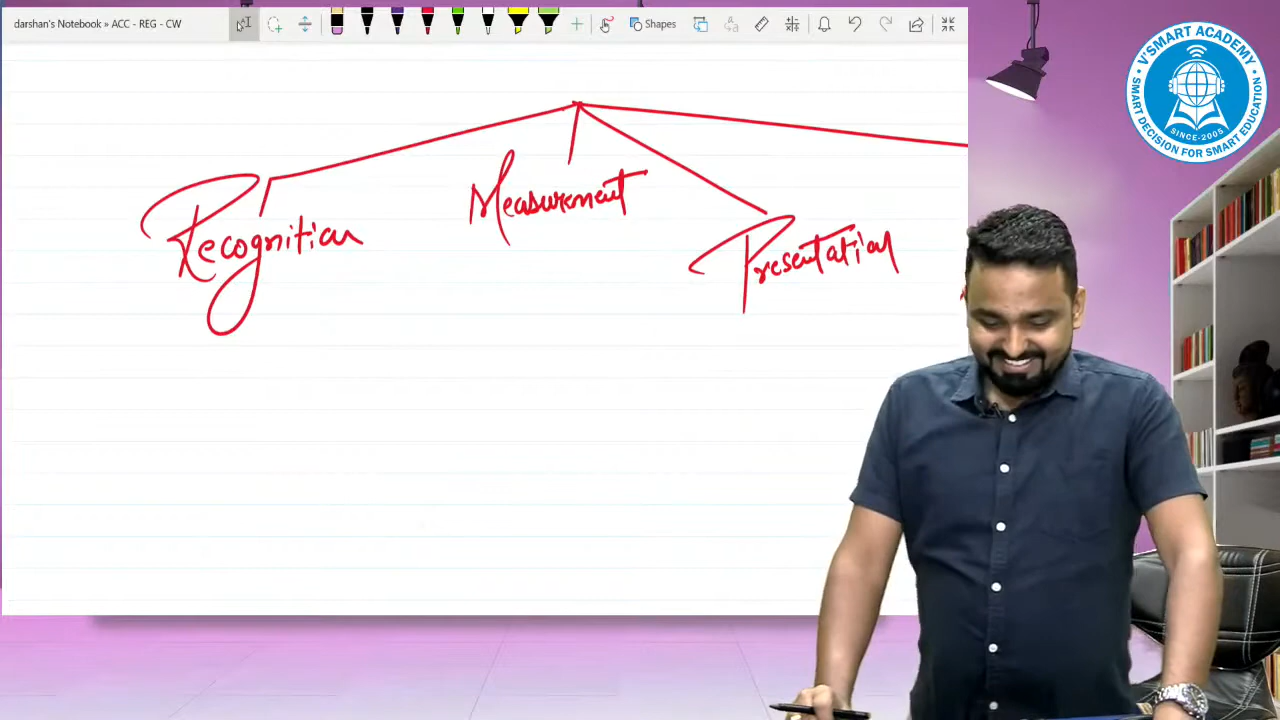 darshan's Notebook » ACC - REG - CW
Shapes
V'SMART ACADEMY
SINCE-2005
SMART DECISION FOR SMART EDUCATION
Measurement
Recognition
Presentation